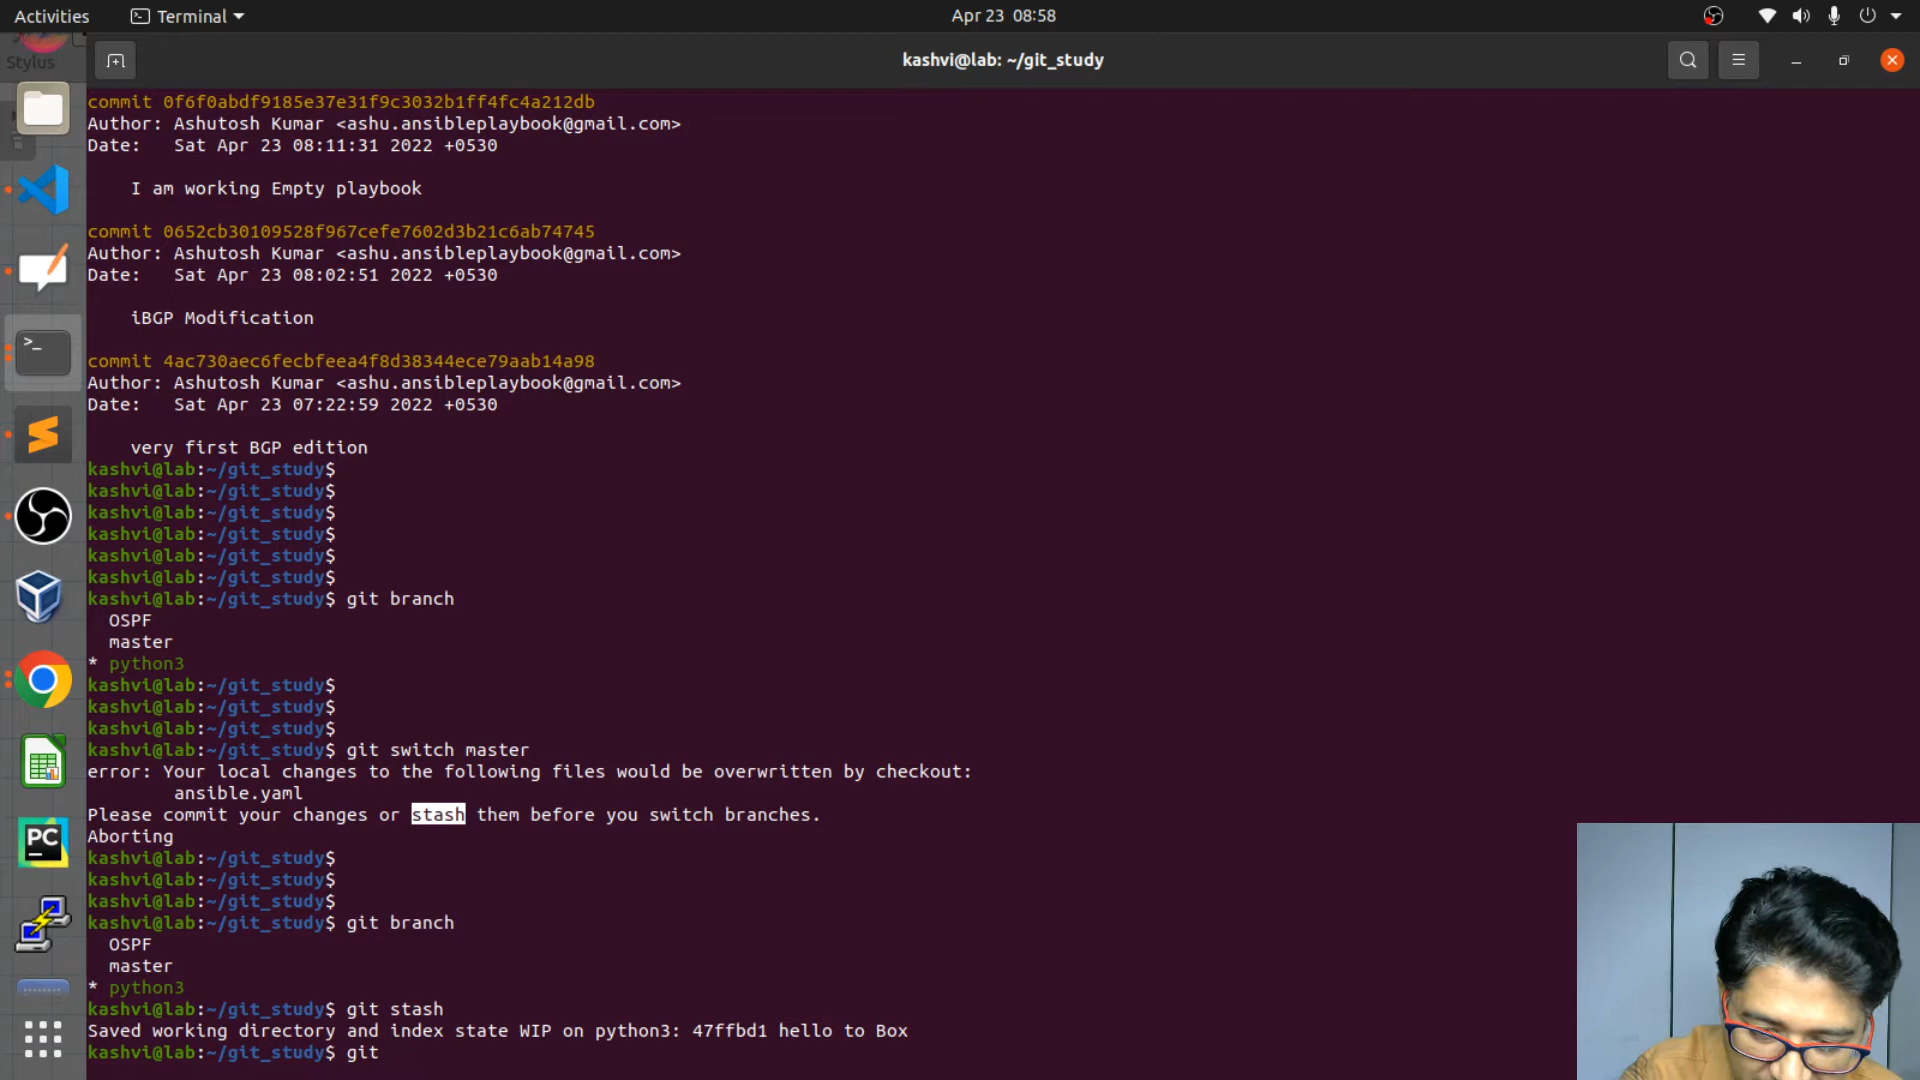 Activities
Terminal
Apr 23 08:58
Stylus
kashvi@lab: ~/git_study
commit 0f6f0abdf9185e37e31f9c3032b1ff4fc4a212db
Author: Ashutosh Kumar <ashu.ansibleplaybook@gmail.com>
Date:   Sat Apr 23 08:11:31 2022 +0530
I am working Empty playbook
commit 0652cb30109528f967cefe7602d3b21c6ab74745
Author: Ashutosh Kumar <ashu.ansibleplaybook@gmail.com>
Date:   Sat Apr 23 08:02:51 2022 +0530
iBGP Modification
commit 4ac730aec6fecbfeea4f8d38344ece79aab14a98
Author: Ashutosh Kumar <ashu.ansibleplaybook@gmail.com>
Date:   Sat Apr 23 07:22:59 2022 +0530
very first BGP edition
kashvi@lab:~/git_study$
kashvi@lab:~/git_study$
kashvi@lab:~/git_study$
kashvi@lab:~/git_study$
kashvi@lab:~/git_study$
kashvi@lab:~/git_study$
kashvi@lab:~/git_study$ git branch
OSPF
master
* python3
kashvi@lab:~/git_study$
kashvi@lab:~/git_study$
kashvi@lab:~/git_study$
kashvi@lab:~/git_study$ git switch master
error: Your local changes to the following files would be overwritten by checkout:
ansible.yaml
Please commit your changes or stash them before you switch branches.
Aborting
kashvi@lab:~/git_study$
kashvi@lab:~/git_study$
kashvi@lab:~/git_study$
kashvi@lab:~/git_study$ git branch
OSPF
master
* python3
kashvi@lab:~/git_study$ git stash
Saved working directory and index state WIP on python3: 47ffbd1 hello to Box
kashvi@lab:~/git_study$ git
>_
PC